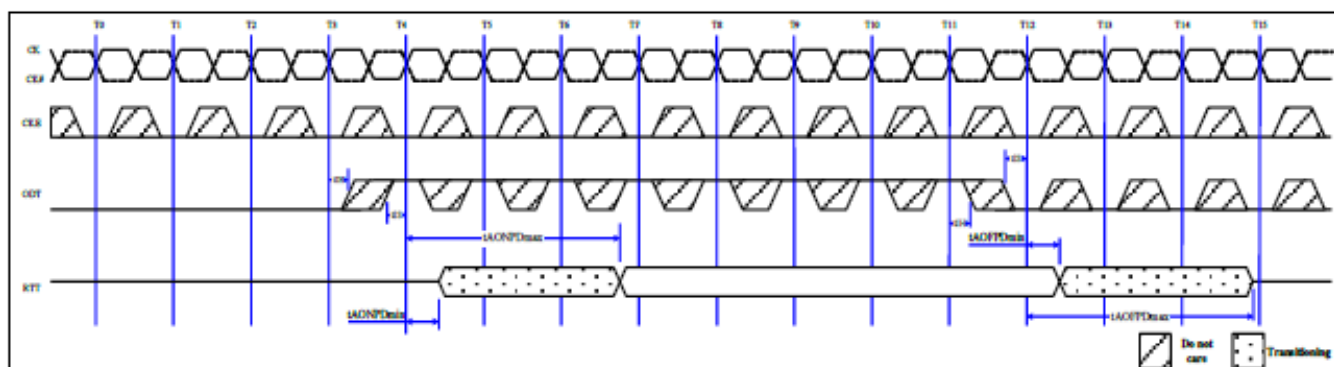 T0 T1 T2 T3 T4 T5 T6 T7 T8 T9 T10 T11 T12 T13 T14 T15
CK
CK#
CKE
ODT
tAONPDmax
tAOFPDmin
RTT
tAONPDmin
tAOFPDmax
Do not care
Transitioning